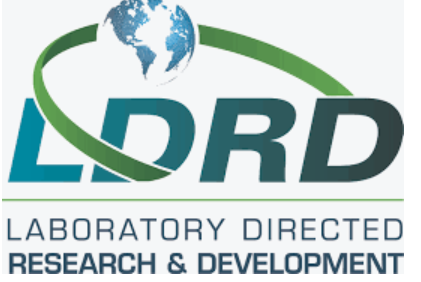 LDRD
LABORATORY DIRECTED
RESEARCH & DEVELOPMENT